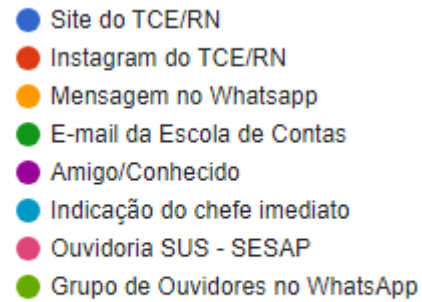 Site do TCE/RN
Instagram do TCE/RN
Mensagem no Whatsapp
E-mail da Escola de Contas
Amigo/Conhecido
Indicação do chefe imediato
Ouvidoria SUS - SESAP
Grupo de Ouvidores no WhatsApp